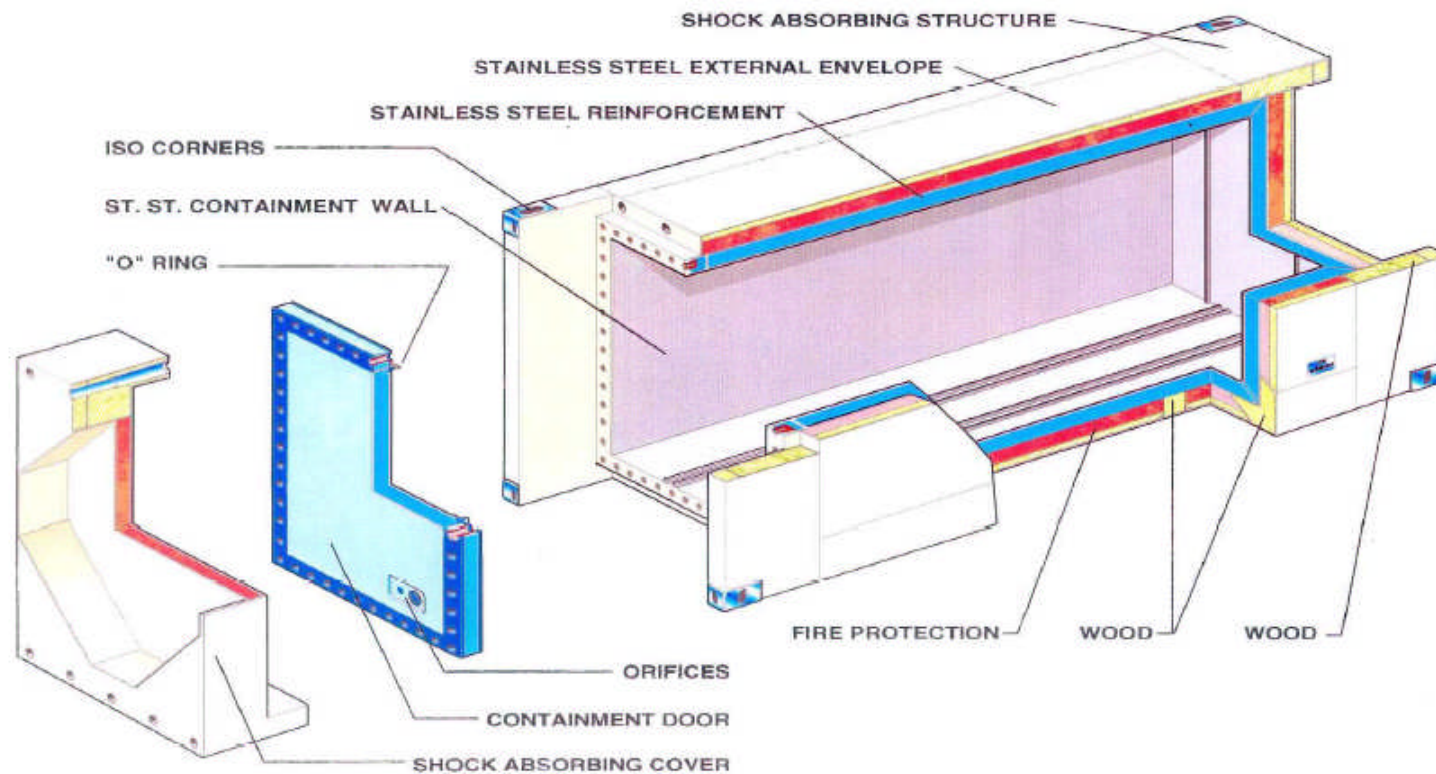 SHOCK ABSORBING STRUCTURE
STAINLESS STEEL EXTERNAL ENVELOPE
STAINLESS STEEL REINFORCEMENT
ISO CORNERS
ST. ST. CONTAINMENT WALL
"O" RING
FIRE PROTECTION
WOOD
WOOD
ORIFICES
CONTAINMENT DOOR
SHOCK ABSORBING COVER